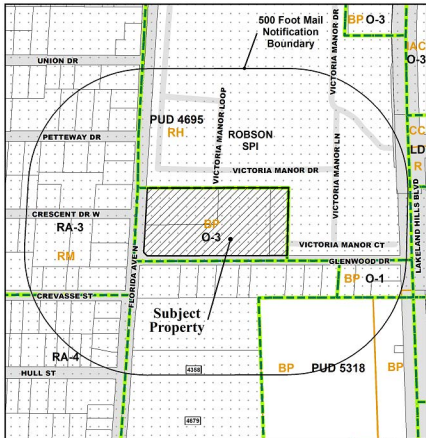 500 Foot Mail
Notification
Boundary
VICTORIA MANOR DR
BP O-3
IAC
O-3
UNION DR
PUD 4695
RH
VICTORIA MANOR LOOP
ROBSON
SPI
VICTORIA MANOR LN
CC
LD
R
PETTEWAY DR
VICTORIA MANOR DR
LAKELAND HILLS BLVD
CRESCENT DR W
RA-3
BP
O-3
RM
FLORIDA AVE N
VICTORIA MANOR CT
GLENWOOD DR
BP O-1
CREVASSE ST
Subject
Property
RA-4
HULL ST
4358
BP
PUD 5318
BP
4679